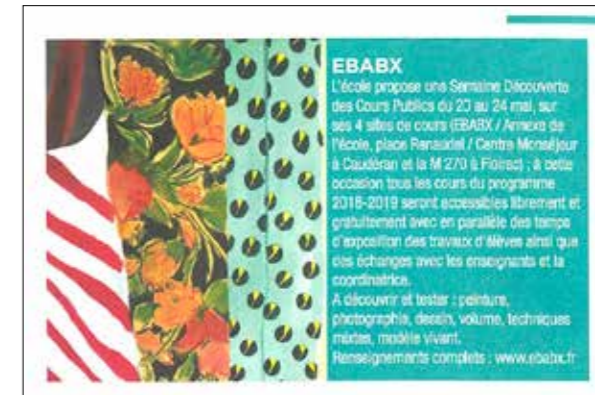 EBABX
L'école propose une Semaine Découverte
des Cours Publics du 20 au 24 mai, sur
ses 4 sites de cours (EBABX / Annexe de
l'école, place Renaudel / Centre Monséjour
à Caudéran et la M 270 à Floirac) ; à cette
occasion tous les cours du programme
2018-2019 seront accessibles librement et
gratuitement avec en parallèle des temps
d'exposition des travaux d'élèves ainsi que
des échanges avec les enseignants et la
coordinatrice.
A découvrir et tester : peinture,
photographie, dessin, volume, techniques
mixtes, modèle vivant.
Renseignements complets : www.ebabx.fr